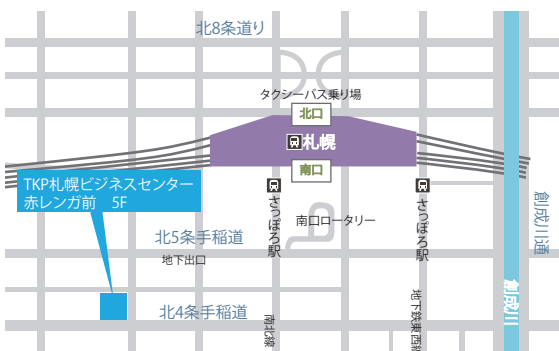 北8条道り
タクシーバス乗り場
北口
札幌
南口
TKP札幌ビジネスセンター
赤レンガ前　5F
さっぽろ駅
南口ロータリー
さっぽろ駅
創成川通
北5条手稲道
地下出口
創成川
北4条手稲道
南北線
地下鉄東西線